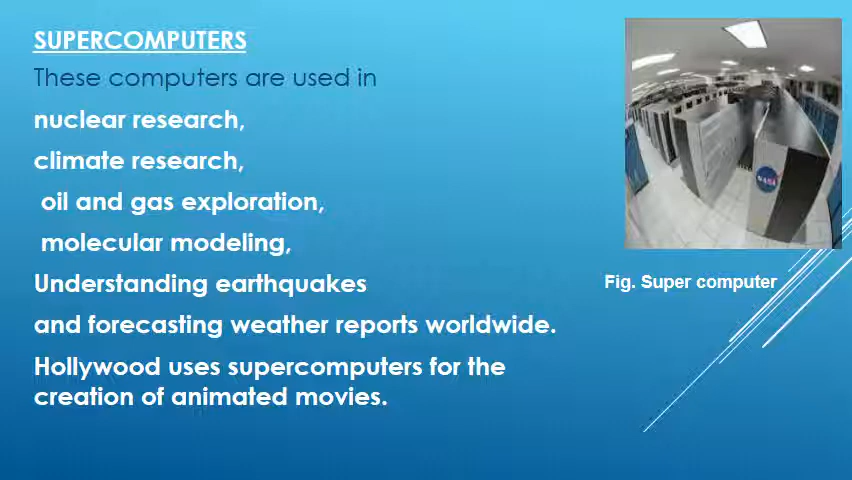 SUPERCOMPUTERS
These computers are used in
nuclear research,
climate research,
oil and gas exploration,
molecular modeling,
Understanding earthquakes
and forecasting weather reports worldwide.
Hollywood uses supercomputers for the
creation of animated movies.
NASA
Fig. Super computer